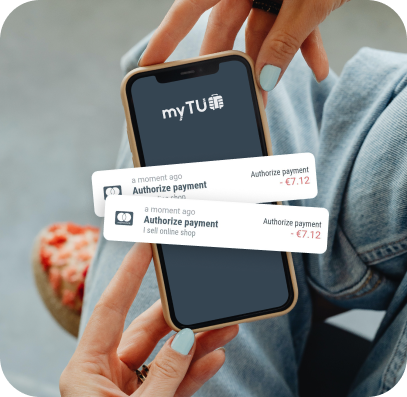 myTU
a moment ago
Authorize payment
Authorize payment
- €7.12
shop
a moment ago
Authorize payment
I sell online shop
Authorize payment
- €7.12